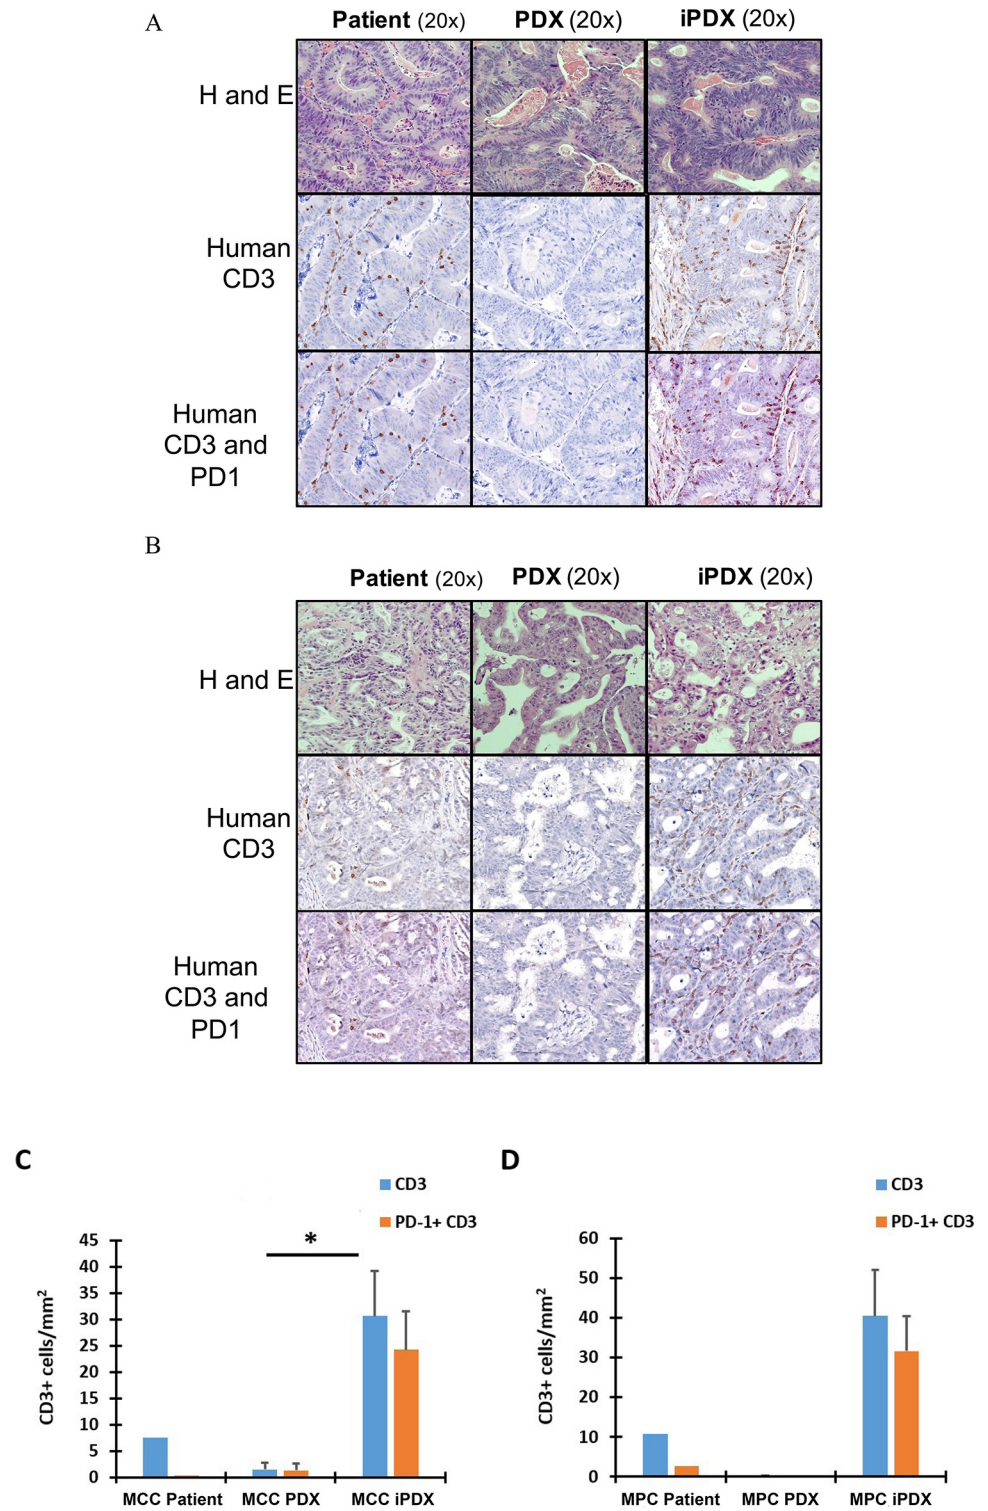 A
Patient (20x) PDX (20x) iPDX (20x)
H and E
Human
CD3
Human
CD3 and
PD1
B
Patient (20x) PDX (20x) iPDX (20x)
H and E
Human
CD3
Human
CD3 and
PD1
C
CD3
PD-1+ CD3
*
CD3+ cells/mm²
45
40
35
30
25
20
15
10
5
0
MCC Patient MCC PDX MCC iPDX
D
CD3
PD-1+ CD3
CD3+ cells/mm²
60
50
40
30
20
10
0
MPC Patient MPC PDX MPC iPDX